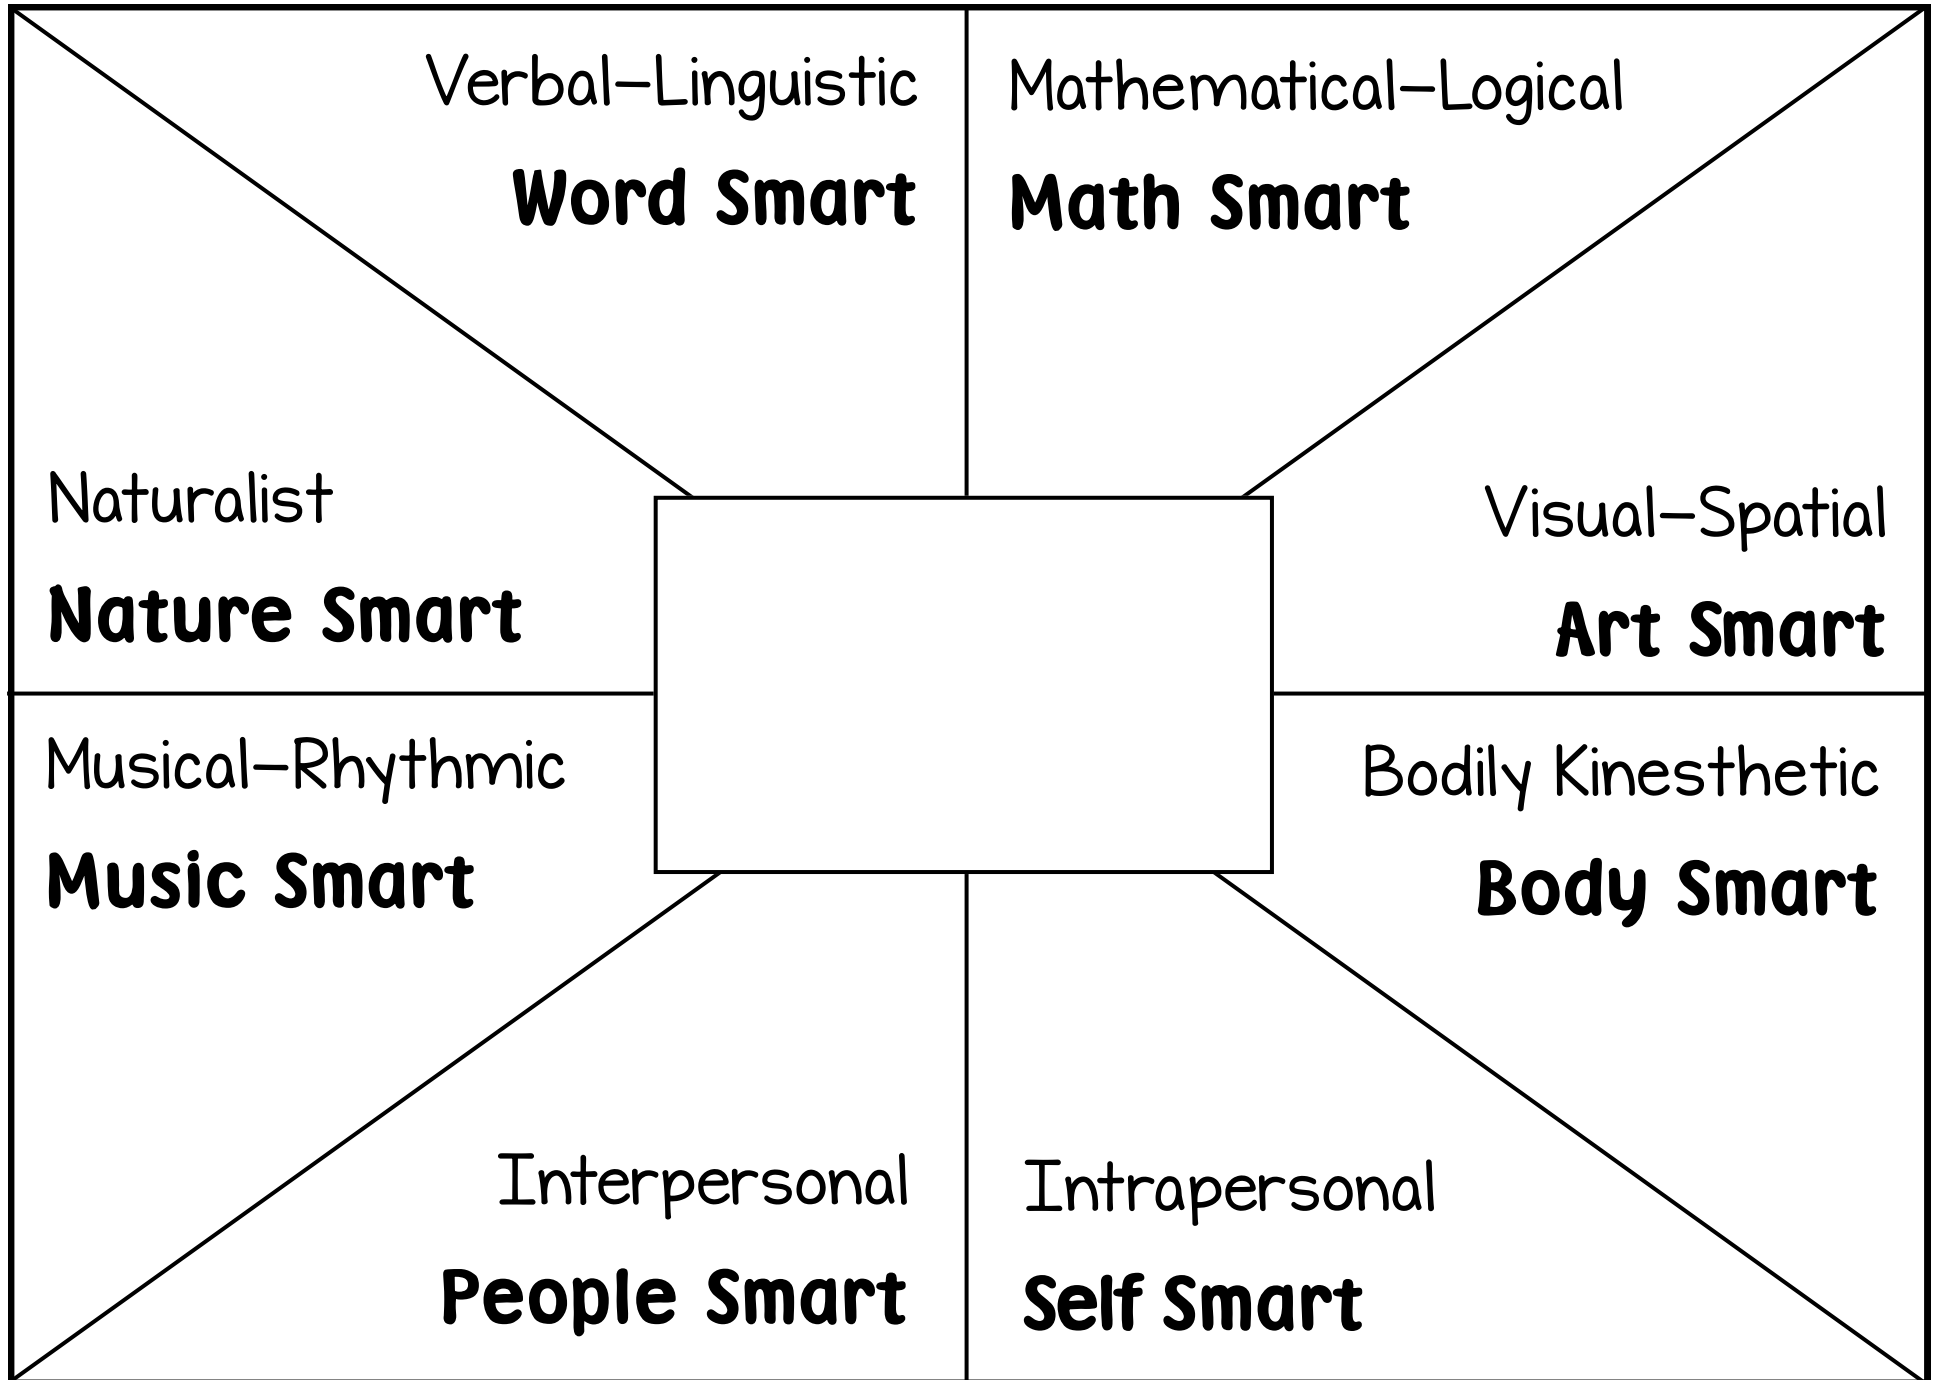 Verbal-Linguistic
Word Smart
Mathematical-Logical
Math Smart
Naturalist
Nature Smart
Visual-Spatial
Art Smart
Musical-Rhythmic
Music Smart
Bodily Kinesthetic
Body Smart
Interpersonal
People Smart
Intrapersonal
Self Smart